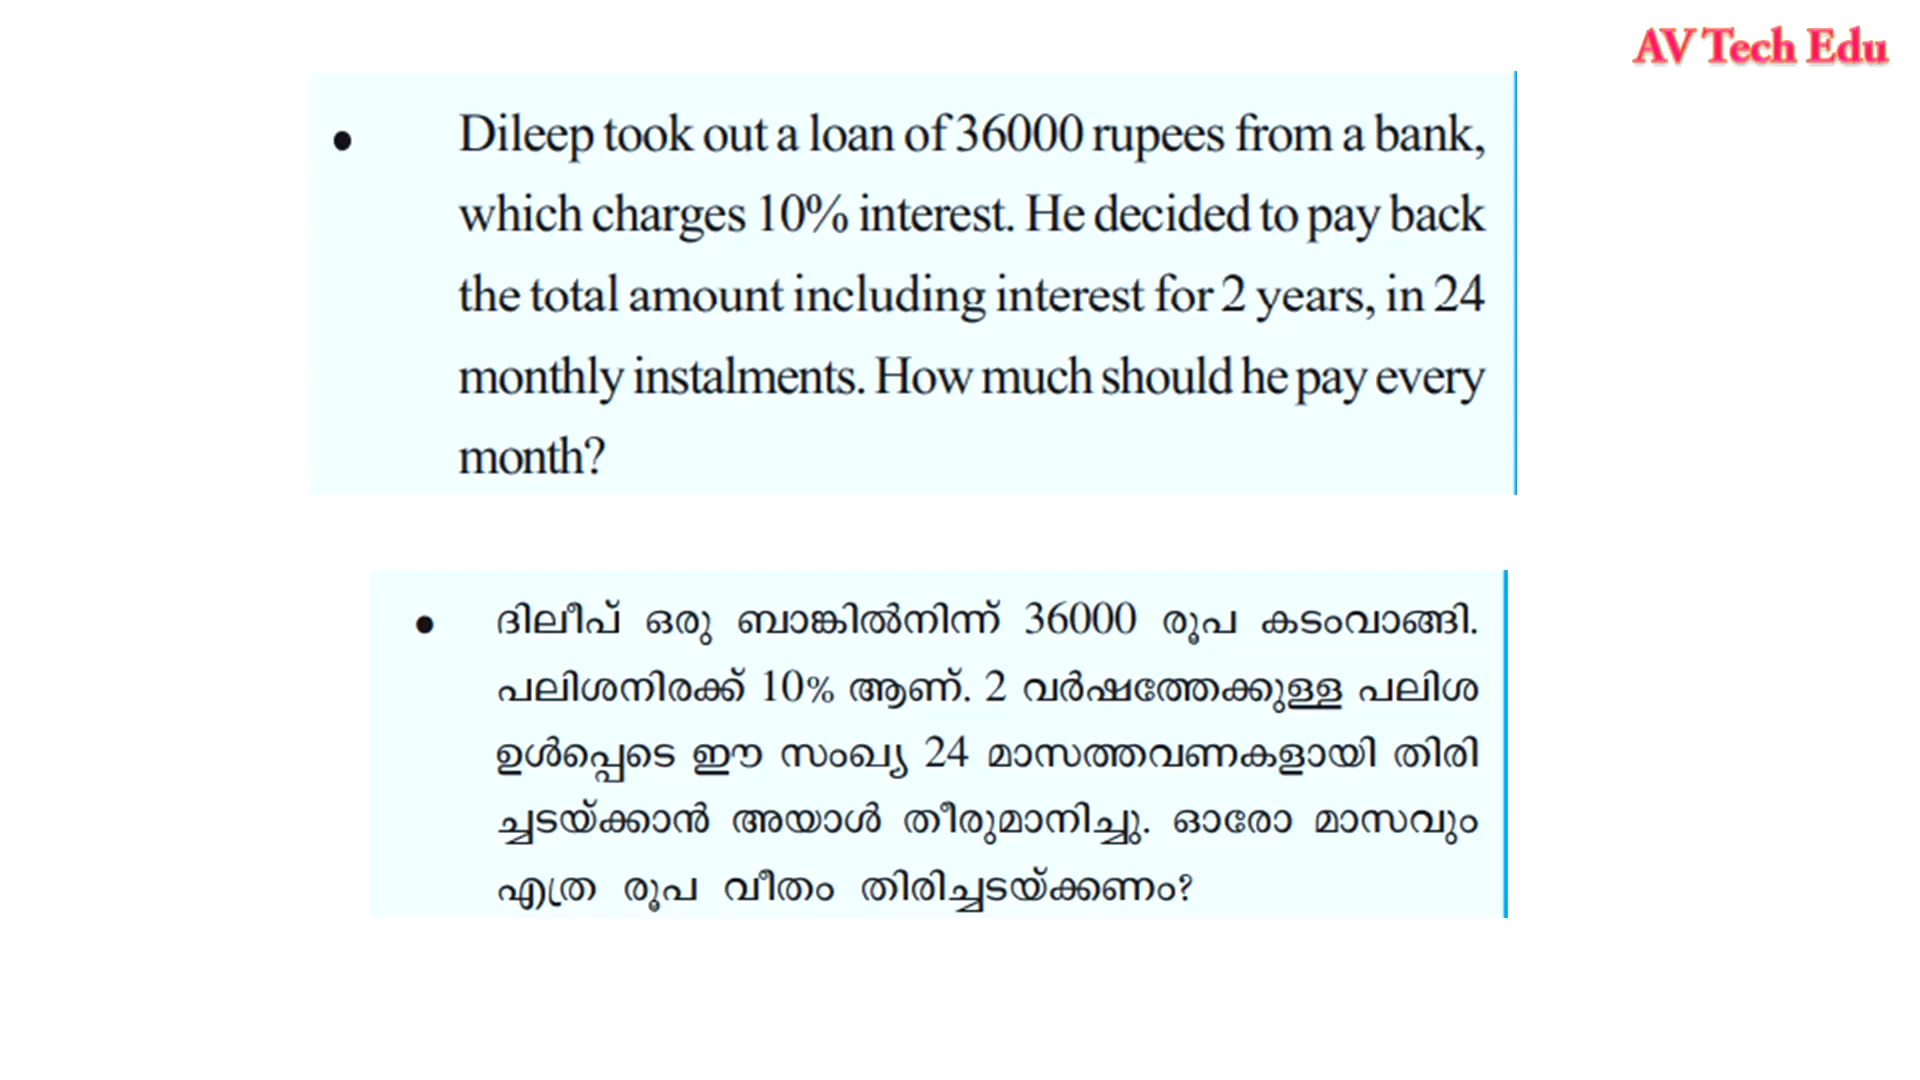 AV Tech Edu
• Dileep took out a loan of 36000 rupees from a bank,
which charges 10% interest. He decided to pay back
the total amount including interest for 2 years, in 24
monthly instalments. How much should he pay every
month?
• ദിലീപ് ഒരു ബാങ്കിൽനിന്ന് 36000 രൂപ കടംവാങ്ങി.
പലിശനിരക്ക് 10% ആണ്. 2 വർഷത്തേക്കുള്ള പലിശ
ഉൾപ്പെടെ ഈ സംഖ്യ 24 മാസത്തവണകളായി തിരി
ച്ചടയ്ക്കാൻ അയാൾ തീരുമാനിച്ചു. ഓരോ മാസവും
എത്ര രൂപ വീതം തിരിച്ചടയ്ക്കണം?